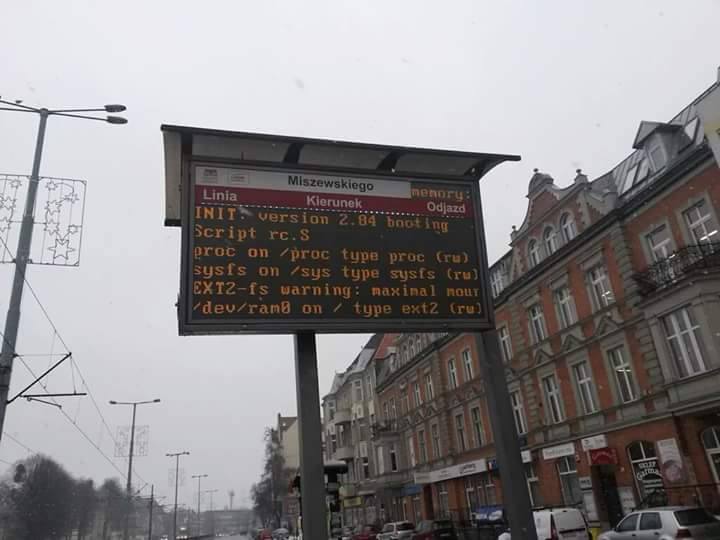 Miszewskiego
memory:
Linia Kierunek Odjazd
INIT: version 2.84 booting
Script rc.S
proc on /proc type proc (rw)
sysfs on /sys type sysfs (rw)
EXT2-fs warning: maximal moun
/dev/ram0 on / type ext2 (rw)
SKLEP